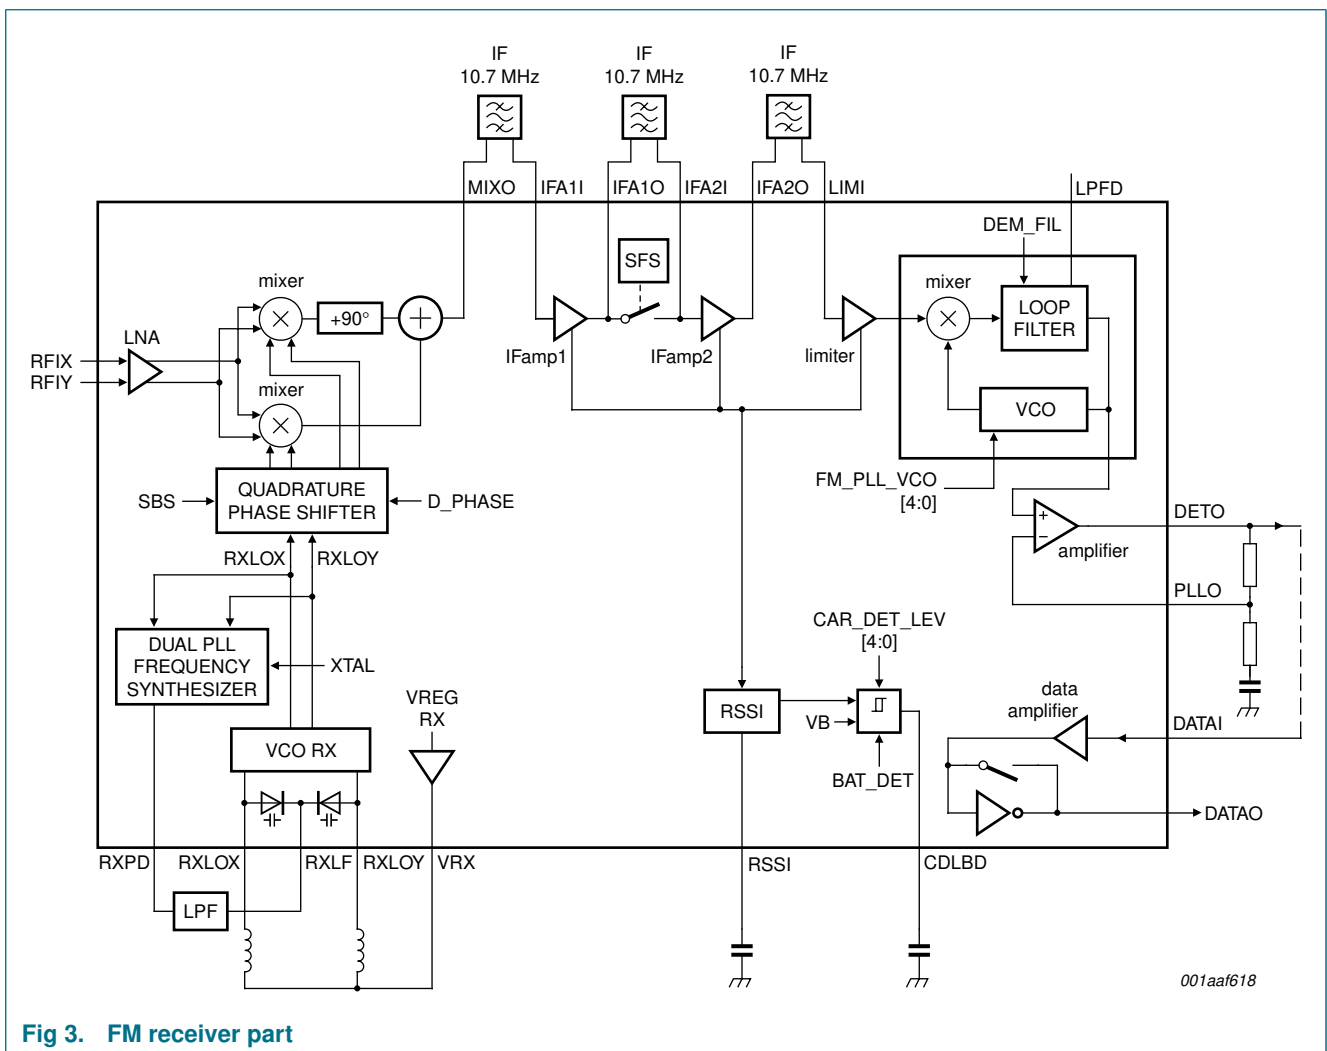 IF
10.7 MHz
IF
10.7 MHz
IF
10.7 MHz
MIXO
IFA1I
IFA1O
IFA2I
IFA2O
LIMI
LPFD
DEM_FIL
SFS
mixer
mixer
+90°
LOOP
FILTER
LNA
RFIX
RFIY
IFamp1
IFamp2
limiter
mixer
VCO
FM_PLL_VCO
[4:0]
SBS
QUADRATURE
PHASE SHIFTER
D_PHASE
DETO
amplifier
RXLOX
RXLOY
PLLO
CAR_DET_LEV
[4:0]
DUAL PLL
FREQUENCY
SYNTHESIZER
XTAL
VREG
RX
RSSI
VB
data
amplifier
DATAI
VCO RX
BAT_DET
DATAO
RXPD
RXLOX
RXLF
RXLOY
VRX
RSSI
CDLBD
LPF
001aaf618
Fig 3. FM receiver part